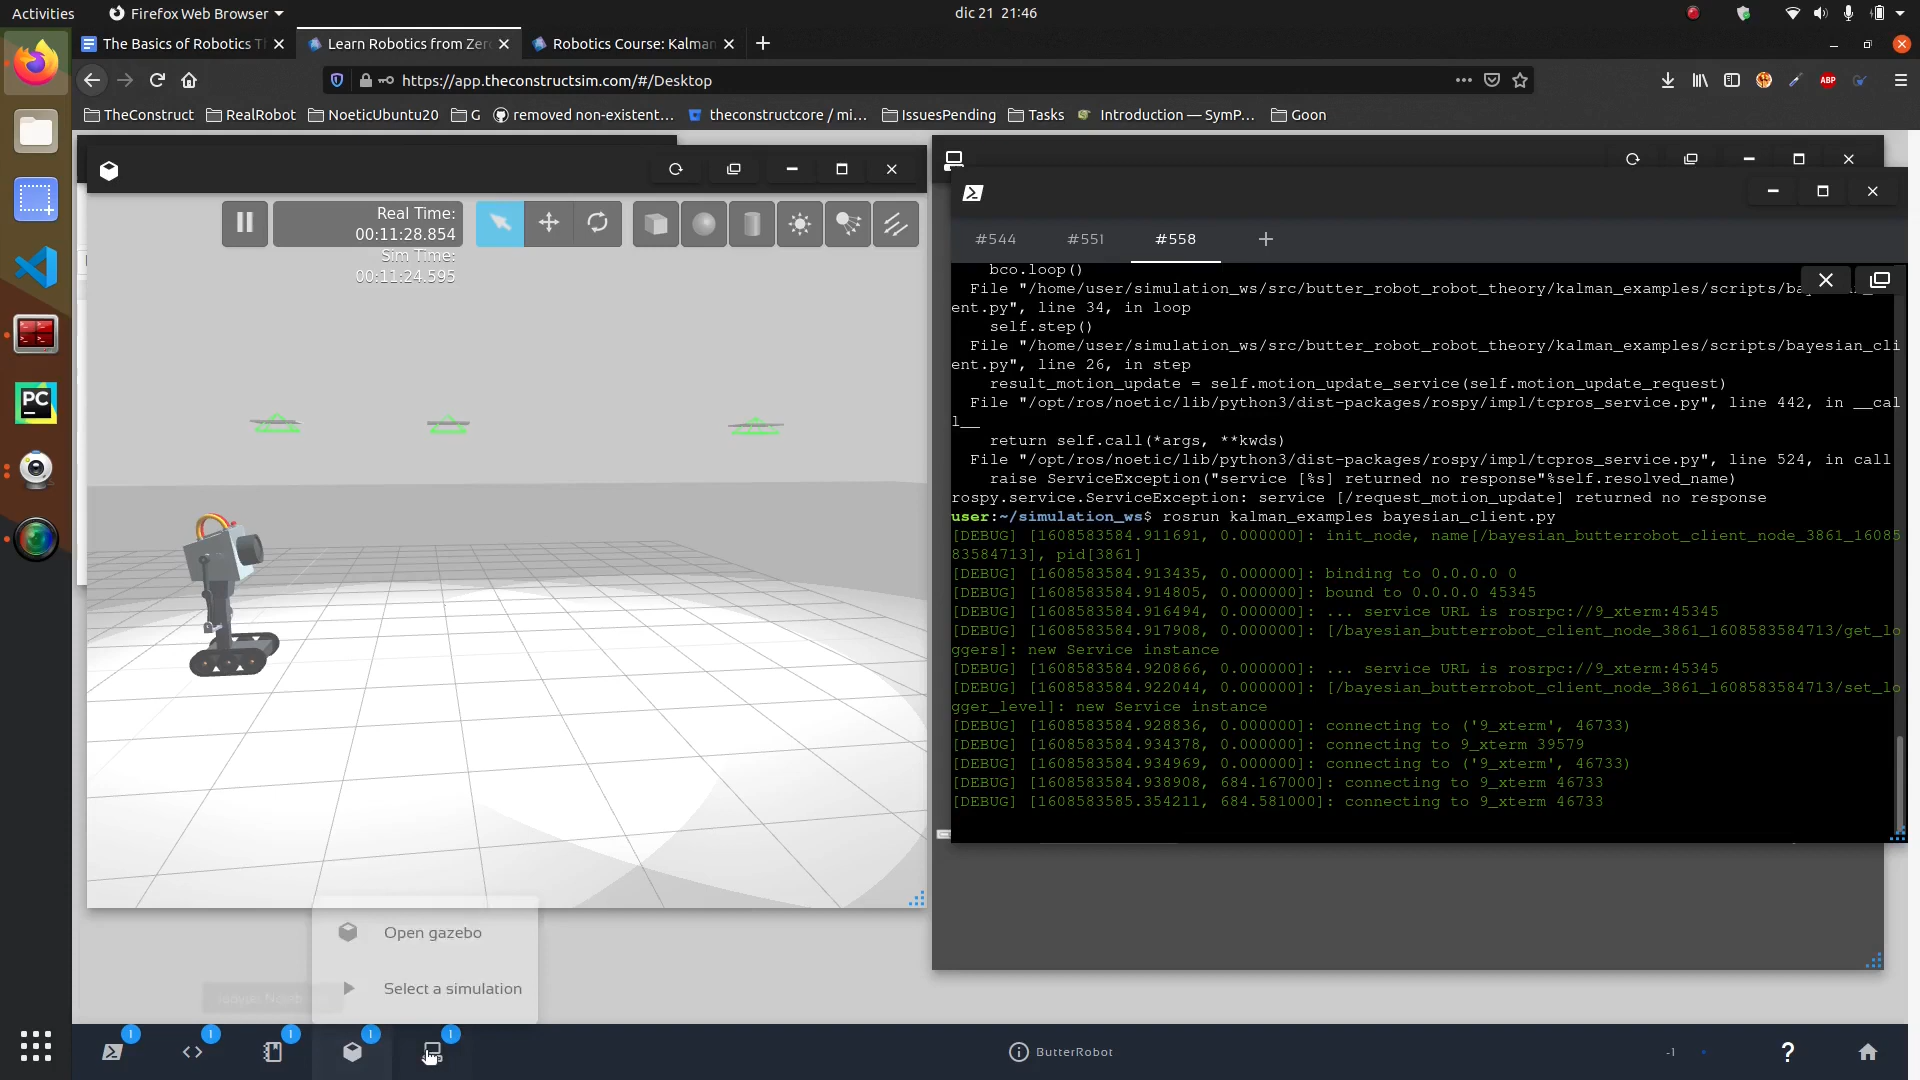 Activities
Firefox Web Browser
dic 21 21:46
The Basics of Robotics T
Learn Robotics from Zer
Robotics Course: Kalman
https://app.theconstructsim.com/#/Desktop
ABP
TheConstruct
RealRobot
NoeticUbuntu20
G
removed non-existent…
theconstructcore / mi…
IssuesPending
Tasks
Introduction — SymP…
Goon
PC
Real Time:
00:11:28.854
Sim Time:
00:11:24.595
#544
#551
#558
bco.loop()
File "/home/user/simulation_ws/src/butter_robot_robot_theory/kalman_examples/scripts/
ent.py", line 34, in loop
self.step()
File "/home/user/simulation_ws/src/butter_robot_robot_theory/kalman_examples/scripts/bayesian_cli
ent.py", line 26, in step
result_motion_update = self.motion_update_service(self.motion_update_request)
File "/opt/ros/noetic/lib/python3/dist-packages/rospy/impl/tcpros_service.py", line 442, in __cal
l__
return self.call(*args, **kwds)
File "/opt/ros/noetic/lib/python3/dist-packages/rospy/impl/tcpros_service.py", line 524, in call
raise ServiceException("service [%s] returned no response"%self.resolved_name)
rospy.service.ServiceException: service [/request_motion_update] returned no response
user:~/simulation_ws$ rosrun kalman_examples bayesian_client.py
[DEBUG] [1608583584.911691, 0.000000]: init_node, name[/bayesian_butterrobot_client_node_3861_16085
83584713], pid[3861]
[DEBUG] [1608583584.913435, 0.000000]: binding to 0.0.0.0 0
[DEBUG] [1608583584.914805, 0.000000]: bound to 0.0.0.0 45345
[DEBUG] [1608583584.916494, 0.000000]: ... service URL is rosrpc://9_xterm:45345
[DEBUG] [1608583584.917908, 0.000000]: [/bayesian_butterrobot_client_node_3861_1608583584713/get_lo
ggers]: new Service instance
[DEBUG] [1608583584.920866, 0.000000]: ... service URL is rosrpc://9_xterm:45345
[DEBUG] [1608583584.922044, 0.000000]: [/bayesian_butterrobot_client_node_3861_1608583584713/set_lo
gger_level]: new Service instance
[DEBUG] [1608583584.928836, 0.000000]: connecting to ('9_xterm', 46733)
[DEBUG] [1608583584.934378, 0.000000]: connecting to 9_xterm 39579
[DEBUG] [1608583584.934969, 0.000000]: connecting to ('9_xterm', 46733)
[DEBUG] [1608583584.938908, 684.167000]: connecting to 9_xterm 46733
[DEBUG] [1608583585.354211, 684.581000]: connecting to 9_xterm 46733
Open gazebo
Select a simulation
1
1
1
1
1
ButterRobot
-1
?